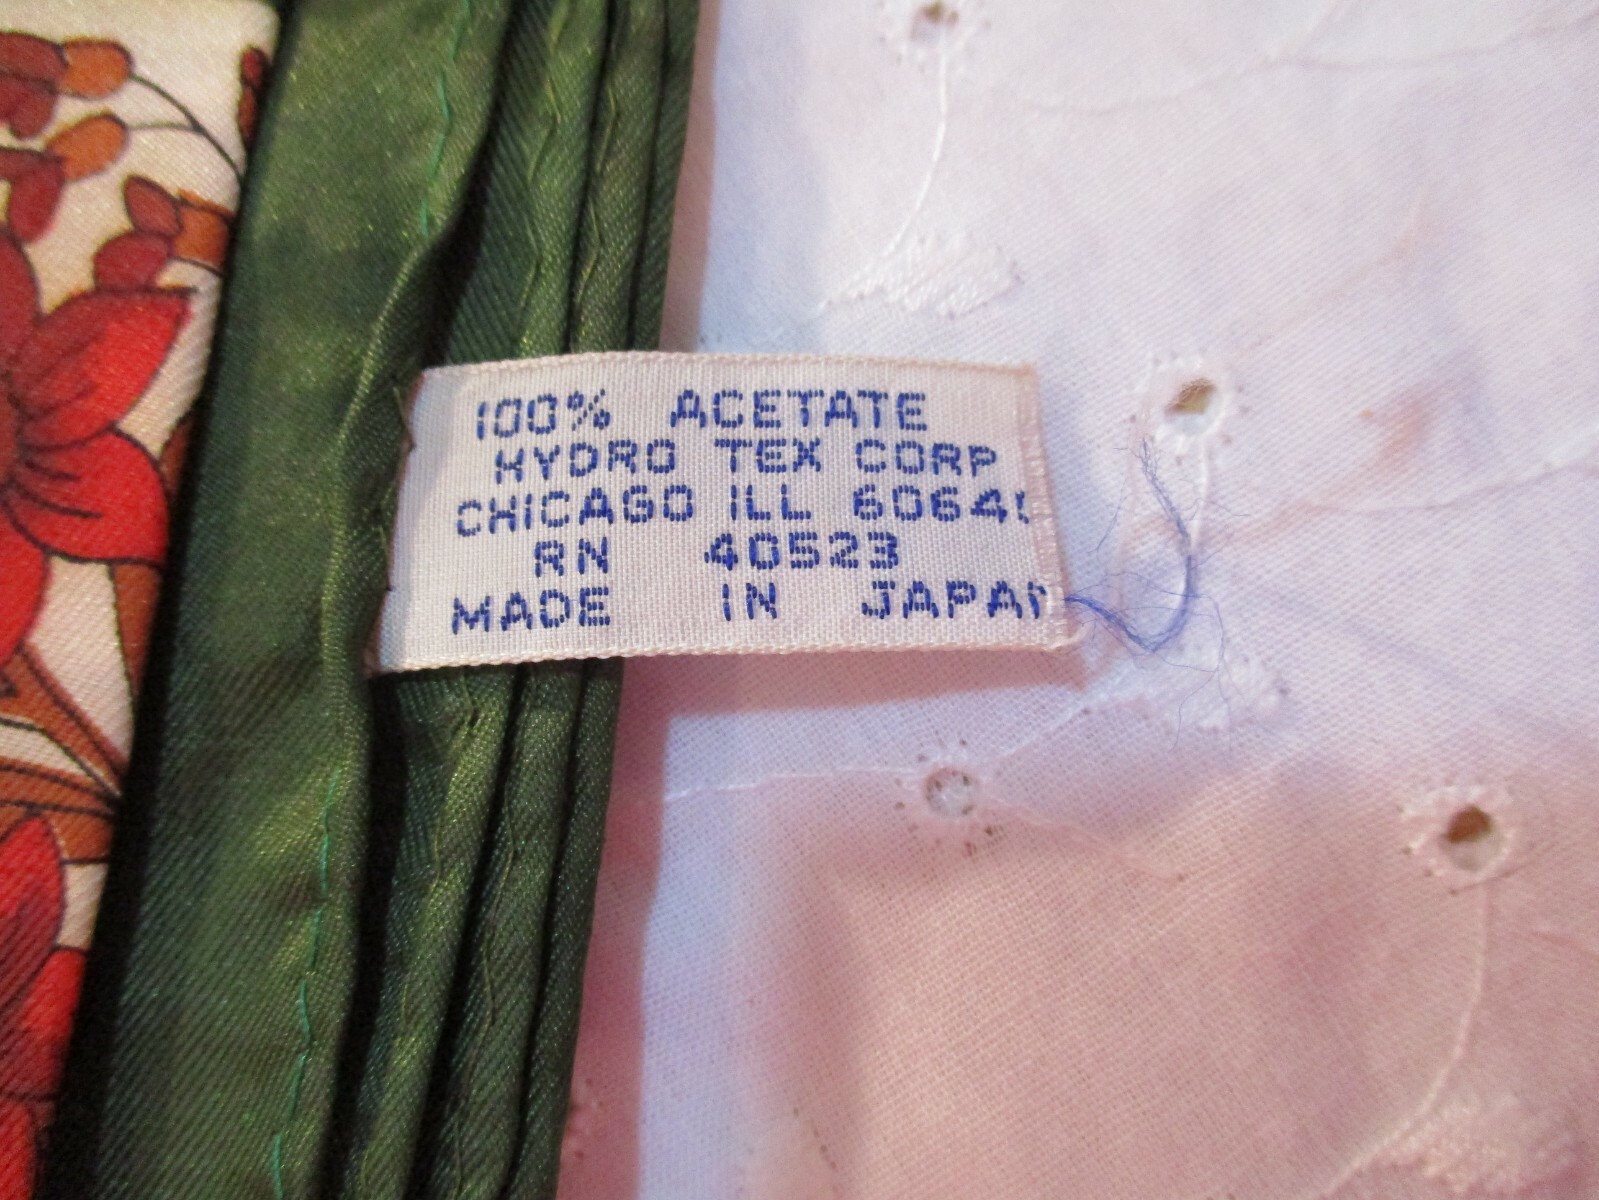 100% ACETATE
HYDRO TEX CORP
CHICAGO ILL
RN 40523
MADE IN JAPAN